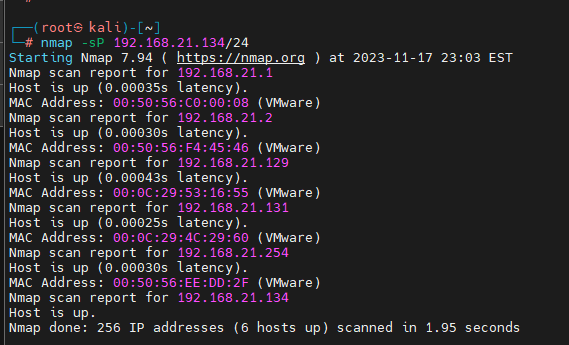 ┌──(root㉿kali)-[~]
└─# nmap -sP 192.168.21.134/24
Starting Nmap 7.94 ( https://nmap.org ) at 2023-11-17 23:03 EST
Nmap scan report for 192.168.21.1
Host is up (0.00035s latency).
MAC Address: 00:50:56:C0:00:08 (VMware)
Nmap scan report for 192.168.21.2
Host is up (0.00030s latency).
MAC Address: 00:50:56:F4:45:46 (VMware)
Nmap scan report for 192.168.21.129
Host is up (0.00043s latency).
MAC Address: 00:0C:29:53:16:55 (VMware)
Nmap scan report for 192.168.21.131
Host is up (0.00025s latency).
MAC Address: 00:0C:29:4C:29:60 (VMware)
Nmap scan report for 192.168.21.254
Host is up (0.00030s latency).
MAC Address: 00:50:56:EE:DD:2F (VMware)
Nmap scan report for 192.168.21.134
Host is up.
Nmap done: 256 IP addresses (6 hosts up) scanned in 1.95 seconds